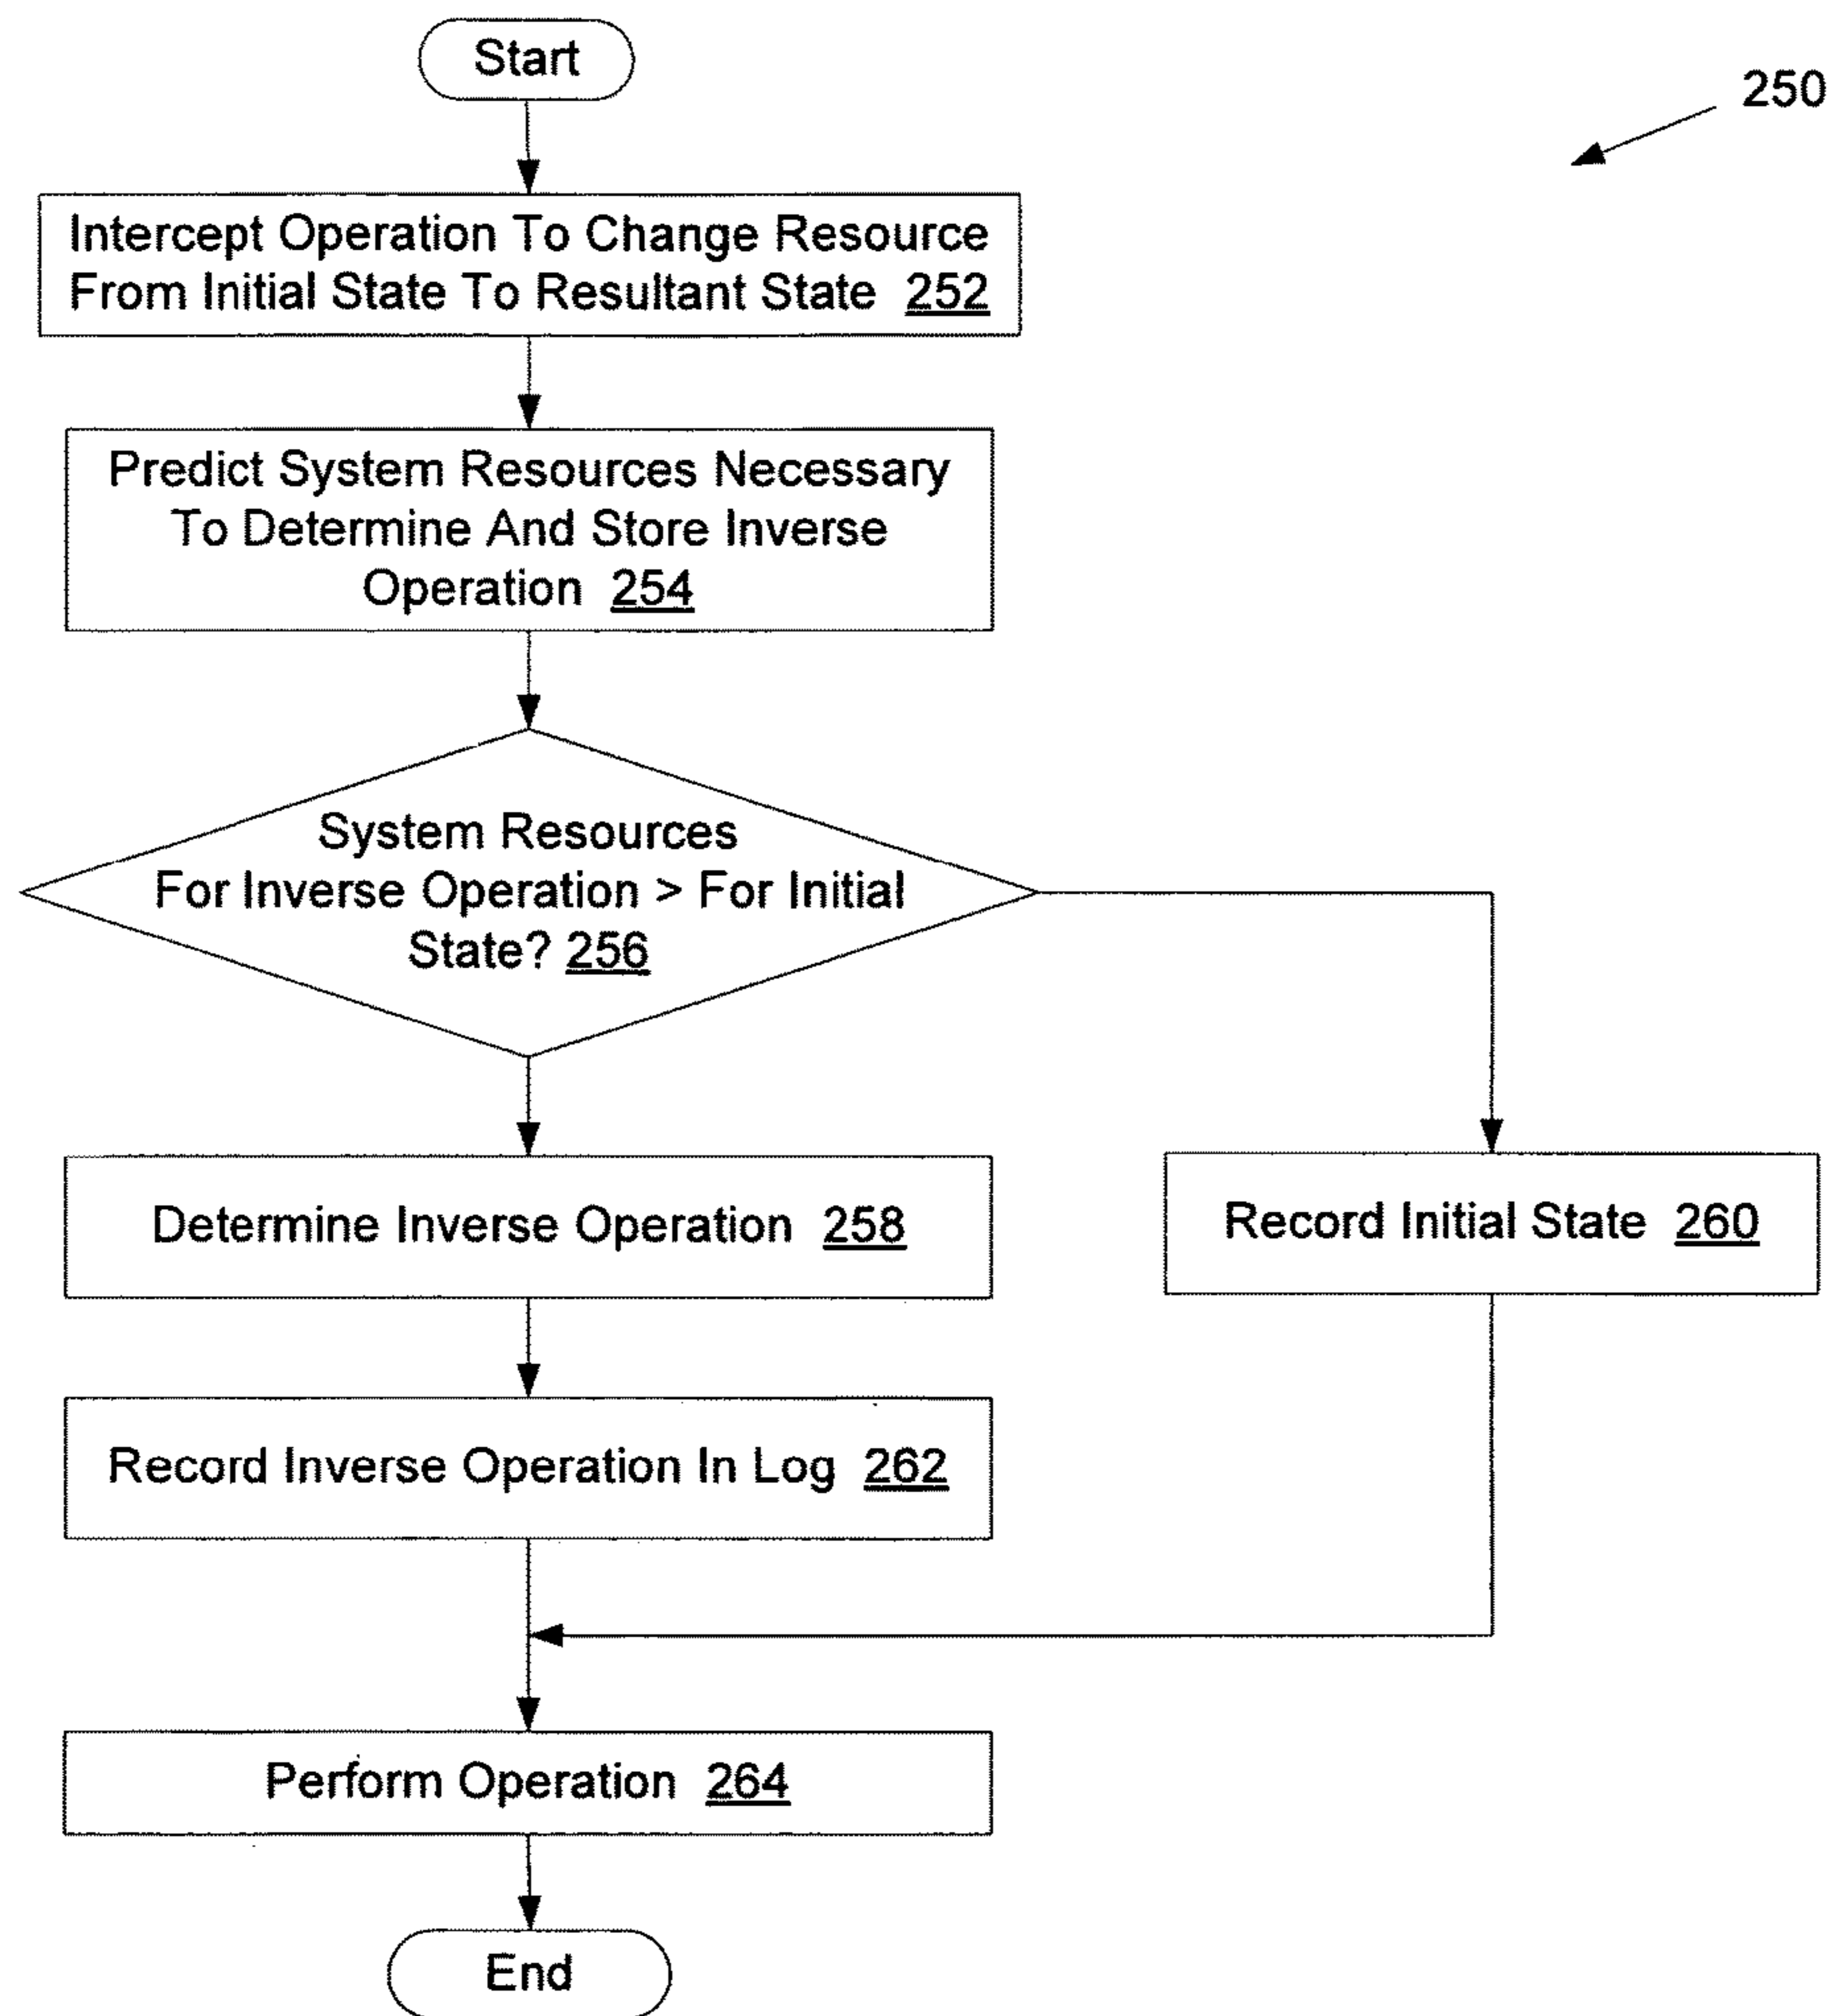 Start
250
Intercept Operation To Change Resource
From Initial State To Resultant State 252
Predict System Resources Necessary
To Determine And Store Inverse
Operation 254
System Resources
For Inverse Operation > For Initial
State? 256
Determine Inverse Operation 258
Record Initial State 260
Record Inverse Operation In Log 262
Perform Operation 264
End